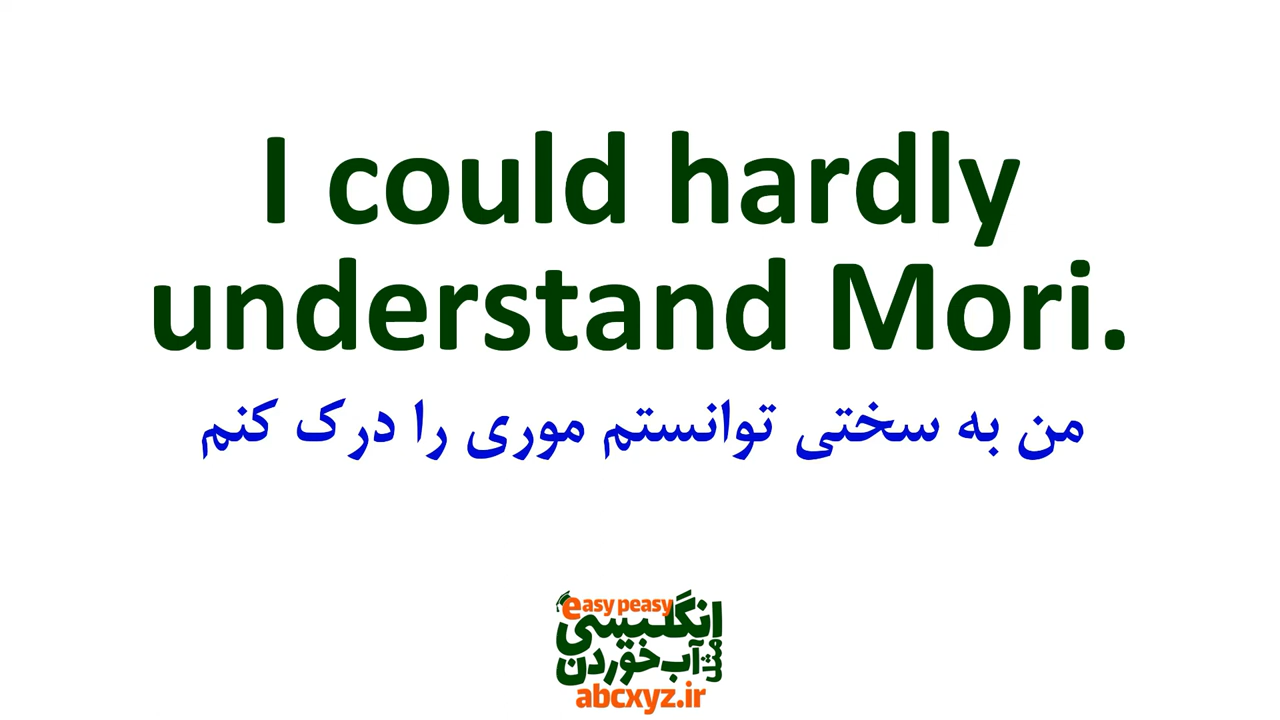 I could hardly
understand Mori.
من به سختی توانستم موری را درک کنم
easy peasy
انگلیسی
مثل
آب خوردن
abcxyz.ir